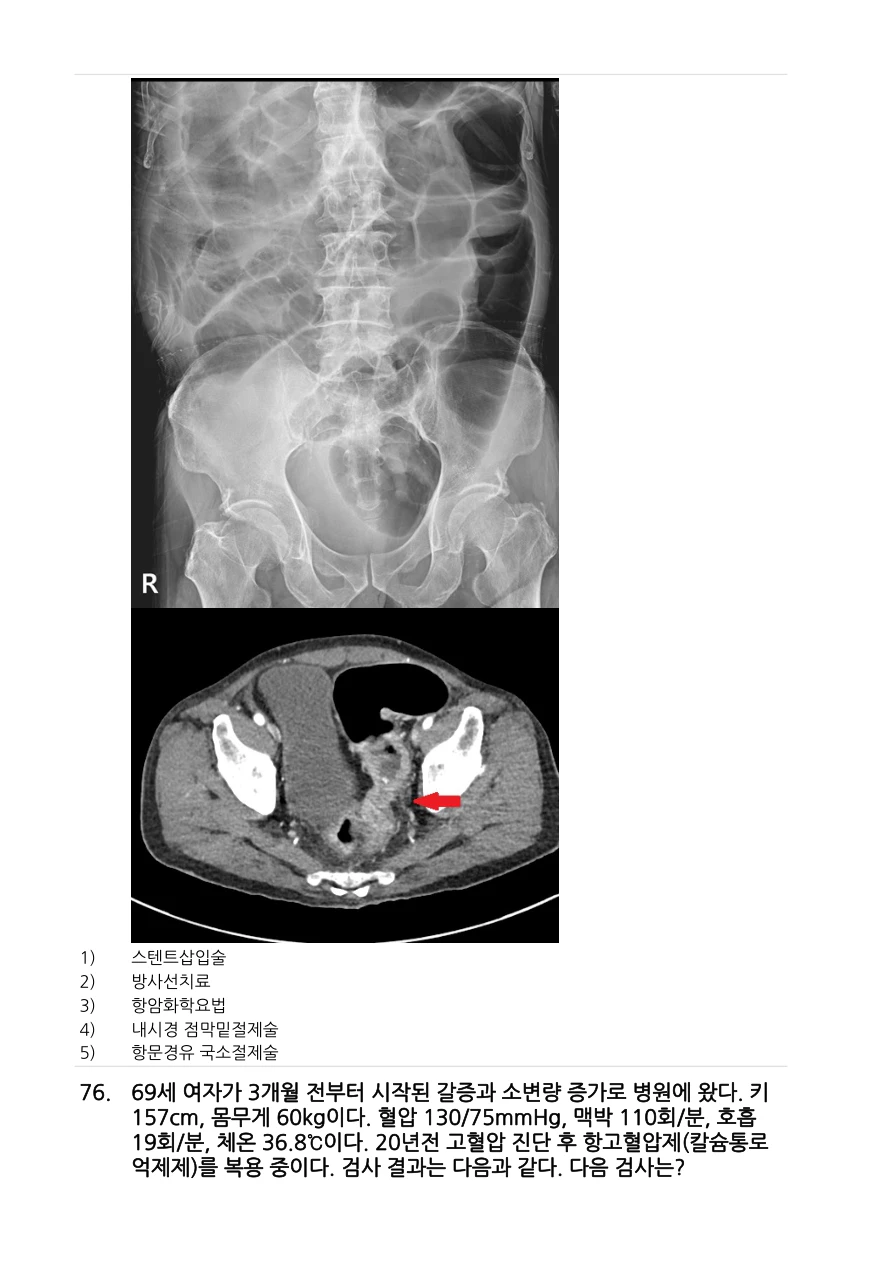 R
1) 스텐트삽입술
2) 방사선치료
3) 항암화학요법
4) 내시경 점막밑절제술
5) 항문경유 국소절제술
76. 69세 여자가 3개월 전부터 시작된 갈증과 소변량 증가로 병원에 왔다. 키
157cm, 몸무게 60kg이다. 혈압 130/75mmHg, 맥박 110회/분, 호흡
19회/분, 체온 36.8℃이다. 20년전 고혈압 진단 후 항고혈압제(칼슘통로
억제제)를 복용 중이다. 검사 결과는 다음과 같다. 다음 검사는?